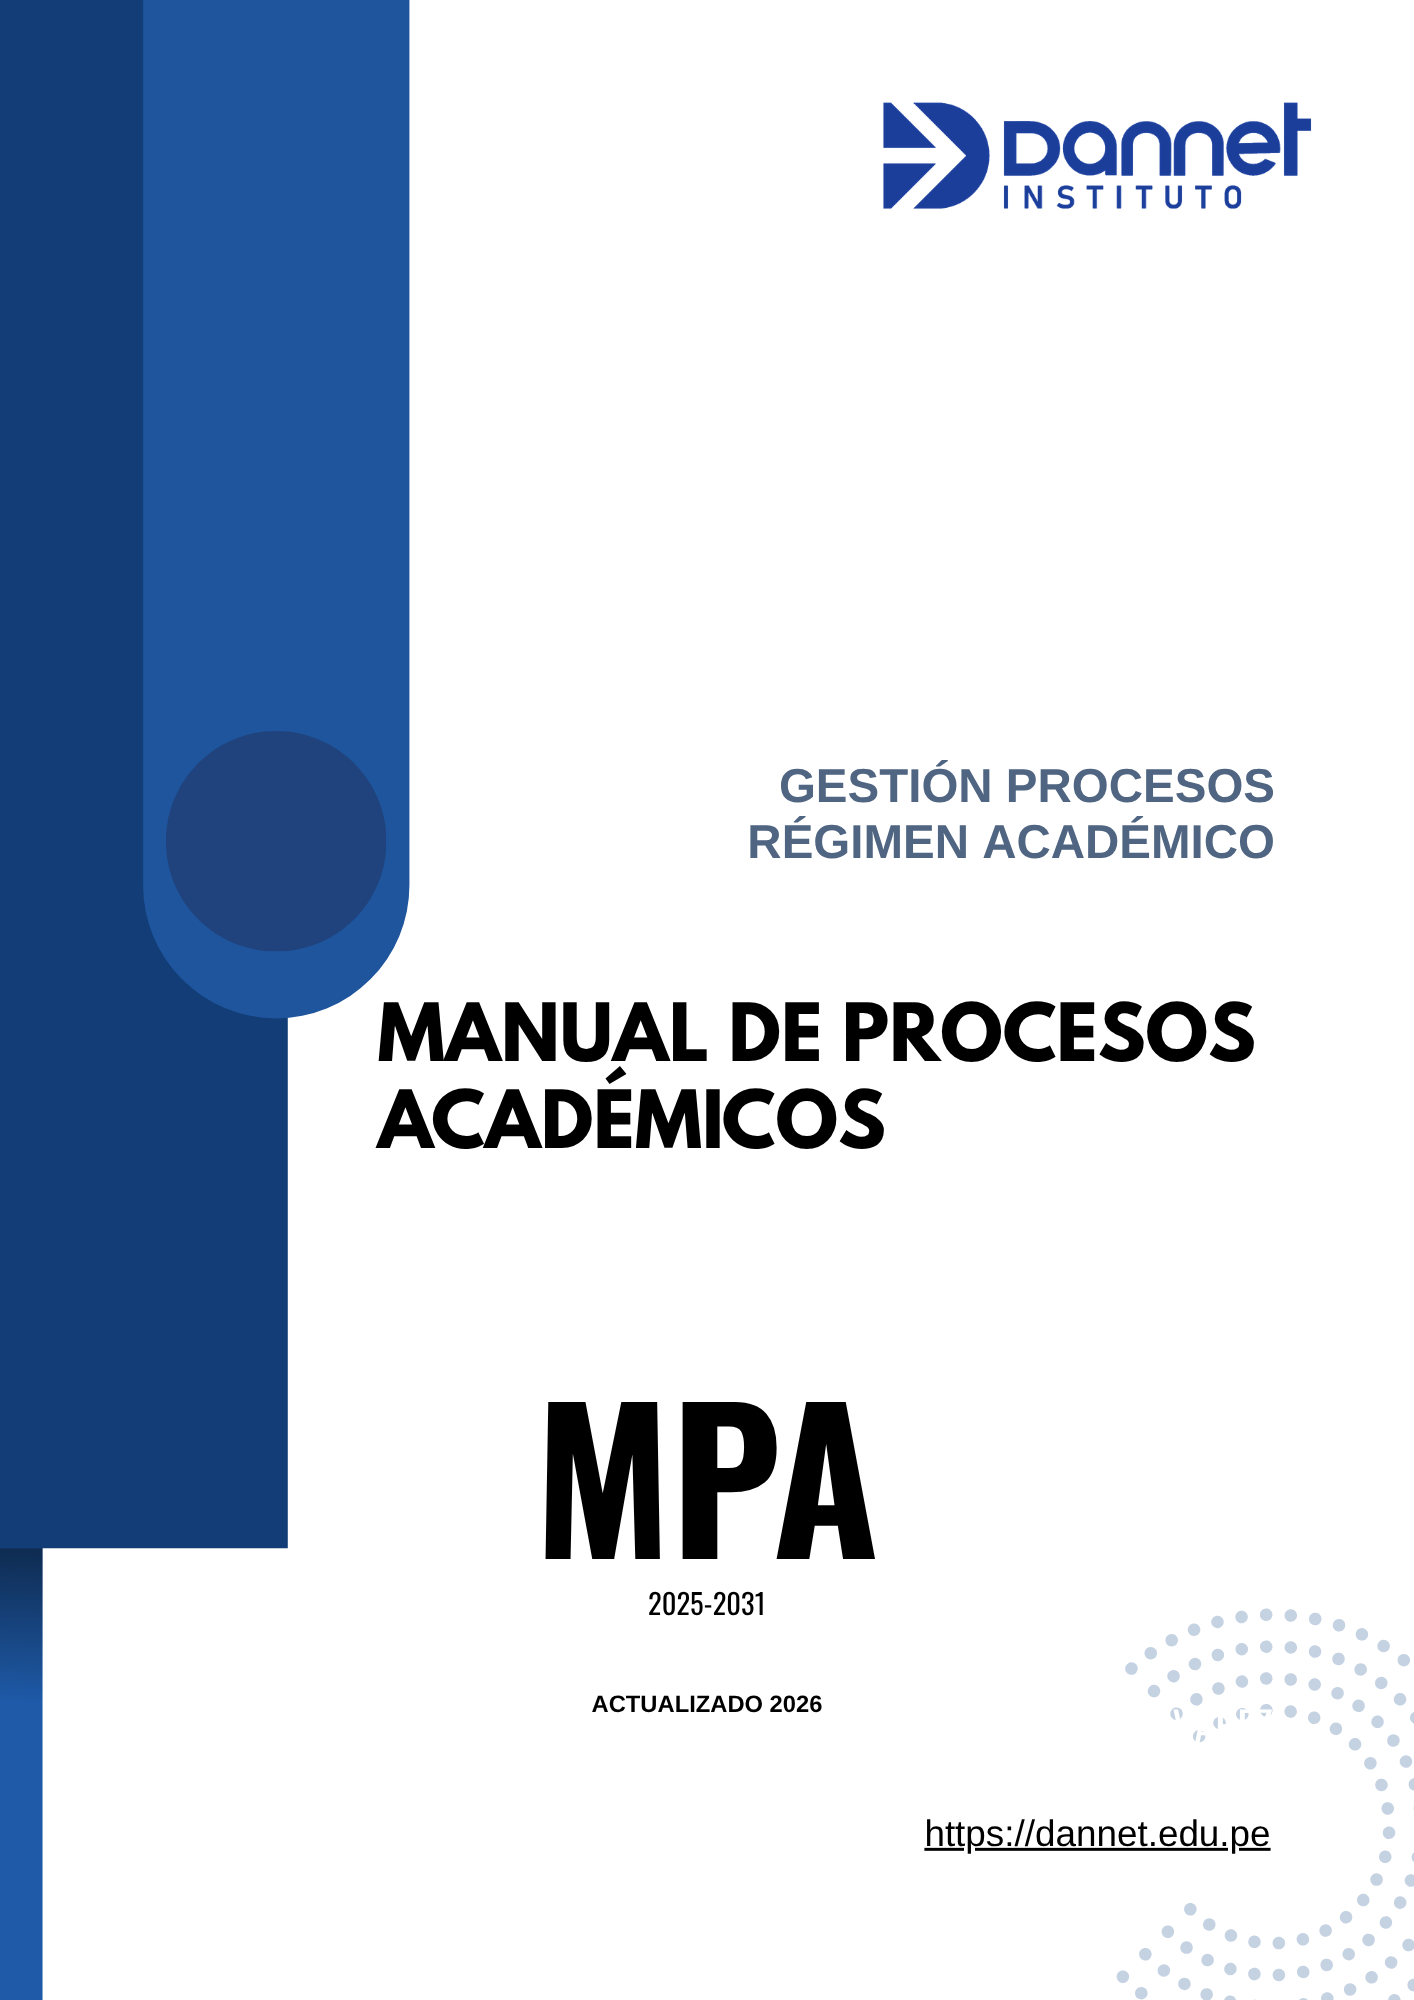 Dannet
INSTITUTO
GESTIÓN PROCESOS
RÉGIMEN ACADÉMICO
MANUAL DE PROCESOS
ACADÉMICOS
MPA
2025-2031
ACTUALIZADO 2026
https://dannet.edu.pe